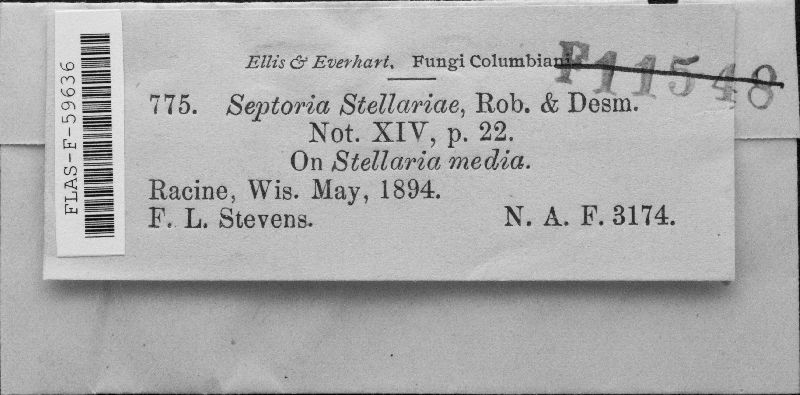 FLAS-F-59636
Ellis & Everhart. Fungi Columbiani.
F11548
775. Septoria Stellariae, Rob. & Desm.
Not. XIV, p. 22.
On Stellaria media.
Racine, Wis. May, 1894.
F. L. Stevens.
N. A. F. 3174.